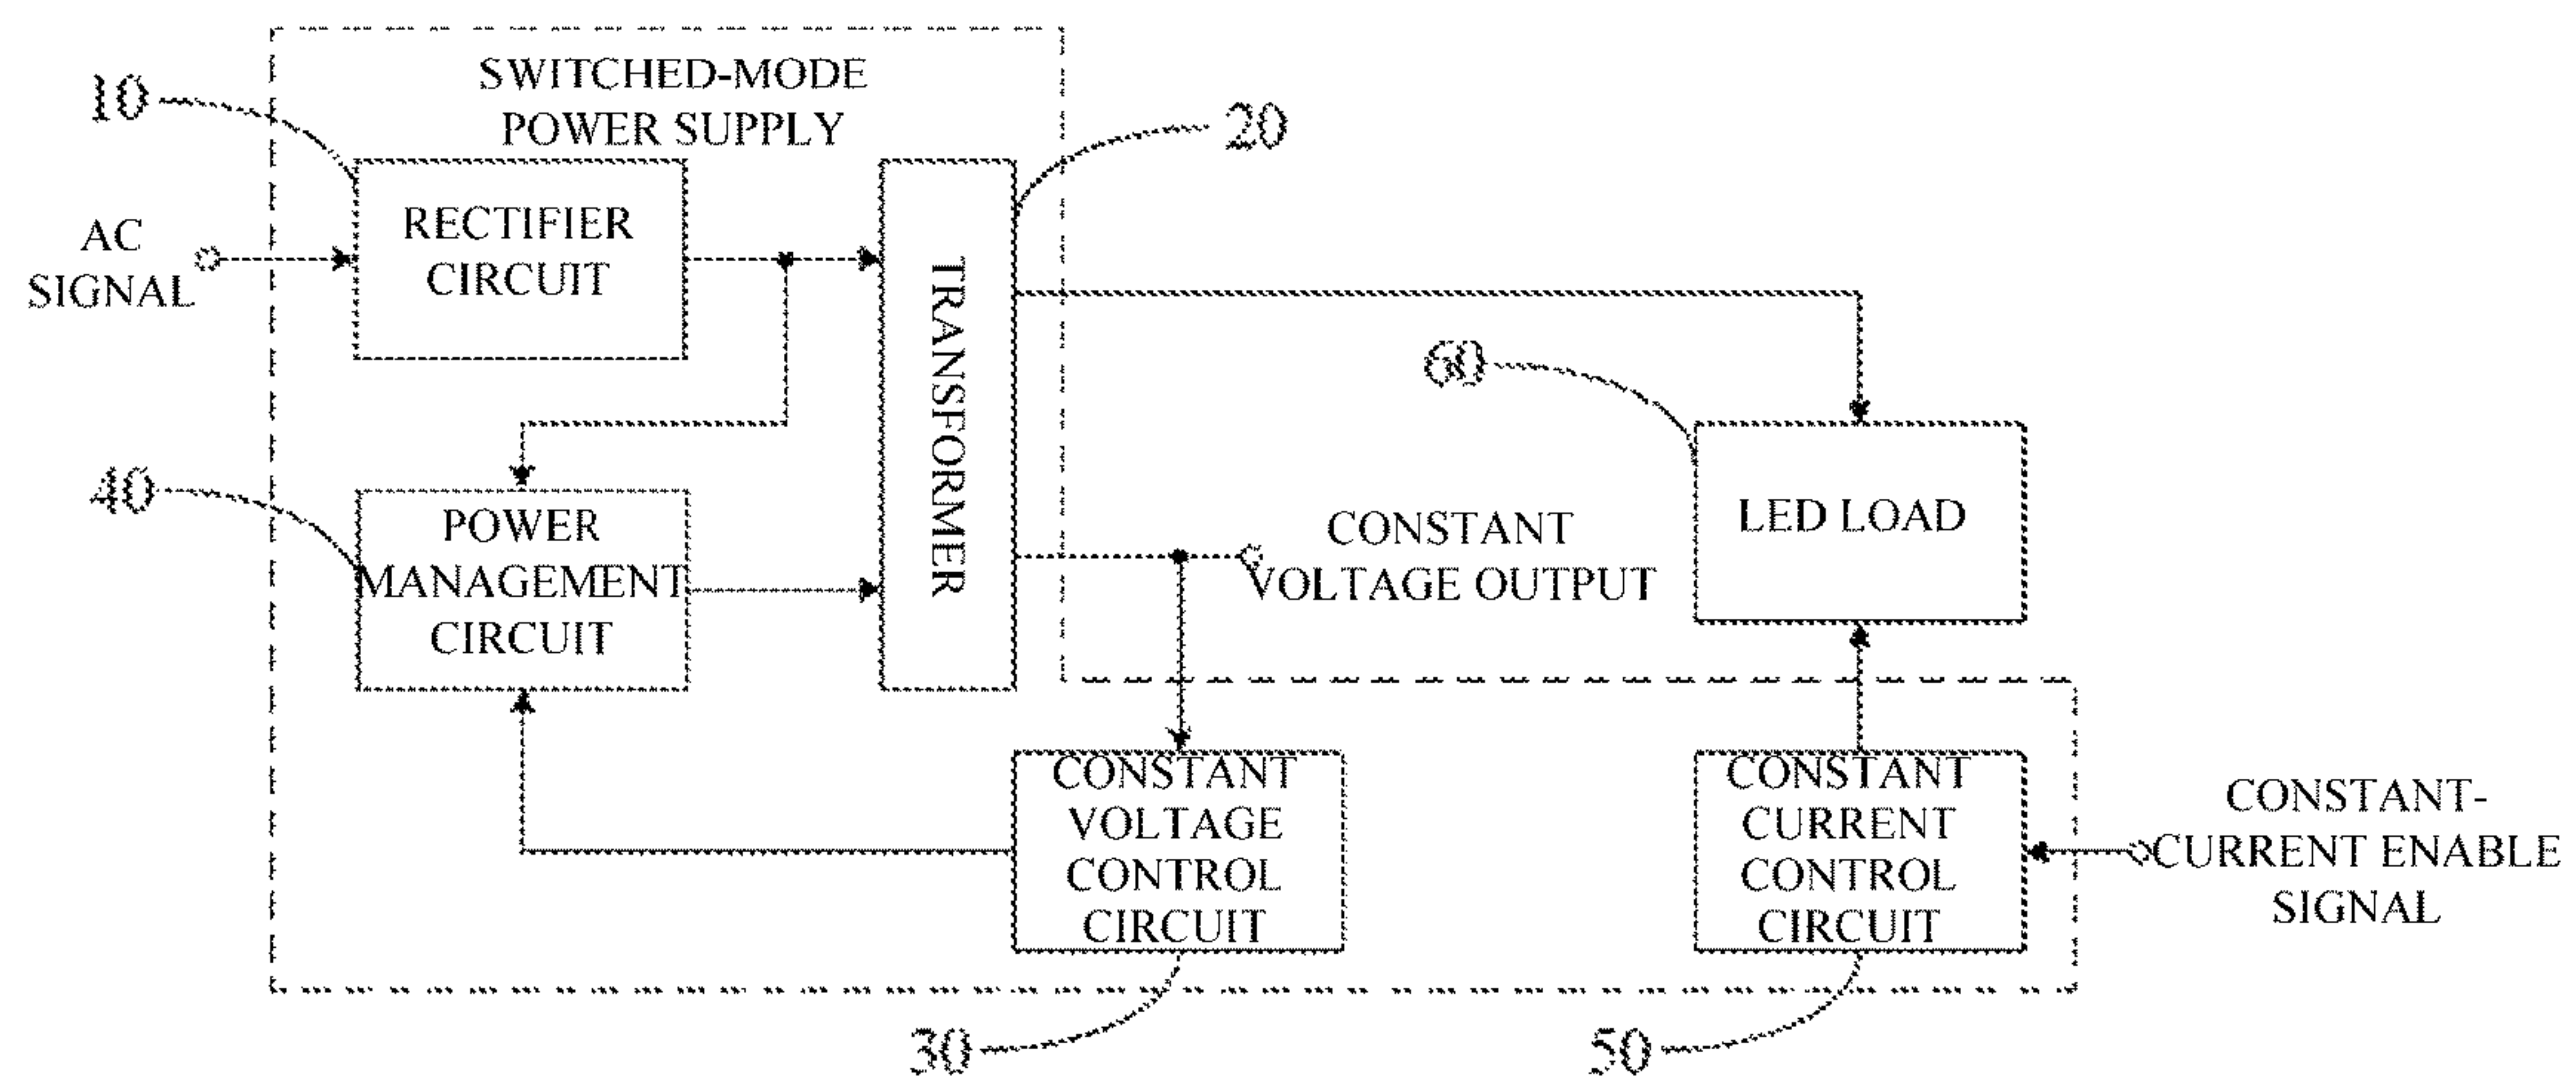 SWITCHED-MODE
POWER SUPPLY
10
20
RECTIFIER
CIRCUIT
AC
SIGNAL
TRANSFORMER
60
40
POWER
MANAGEMENT
CIRCUIT
LED LOAD
CONSTANT
VOLTAGE OUTPUT
CONSTANT
VOLTAGE
CONTROL
CIRCUIT
CONSTANT
CURRENT
CONTROL
CIRCUIT
CONSTANT-
CURRENT ENABLE
SIGNAL
30
50